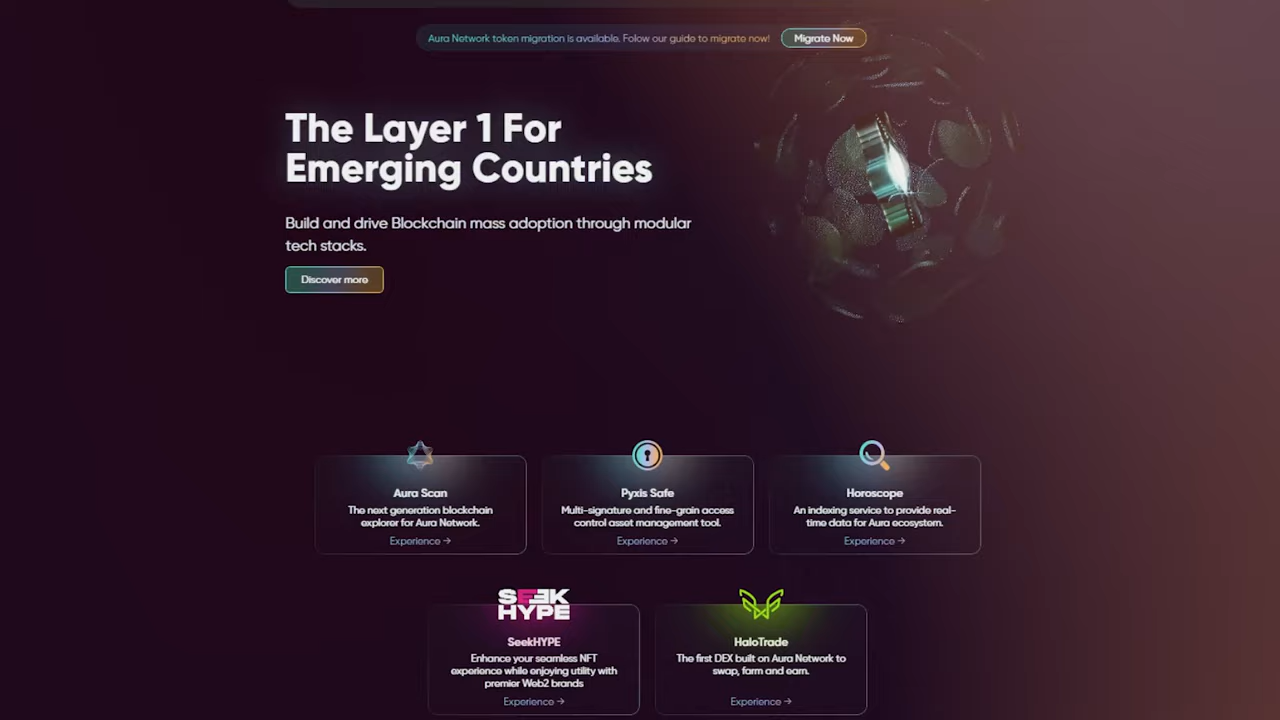 Aura Network token migration is available. Folow our guide to migrate now! Migrate Now
The Layer 1 For
Emerging Countries
Build and drive Blockchain mass adoption through modular
tech stacks.
Discover more
Aura Scan
The next generation blockchain
explorer for Aura Network.
Experience →
Pyxis Safe
Multi-signature and fine-grain access
control asset management tool.
Experience →
Horoscope
An indexing service to provide real-
time data for Aura ecosystem.
Experience →
SEEK
HYPE
SeekHYPE
Enhance your seamless NFT
experience while enjoying utility with
premier Web2 brands
Experience →
HaloTrade
The first DEX built on Aura Network to
swap, farm and earn.
Experience →